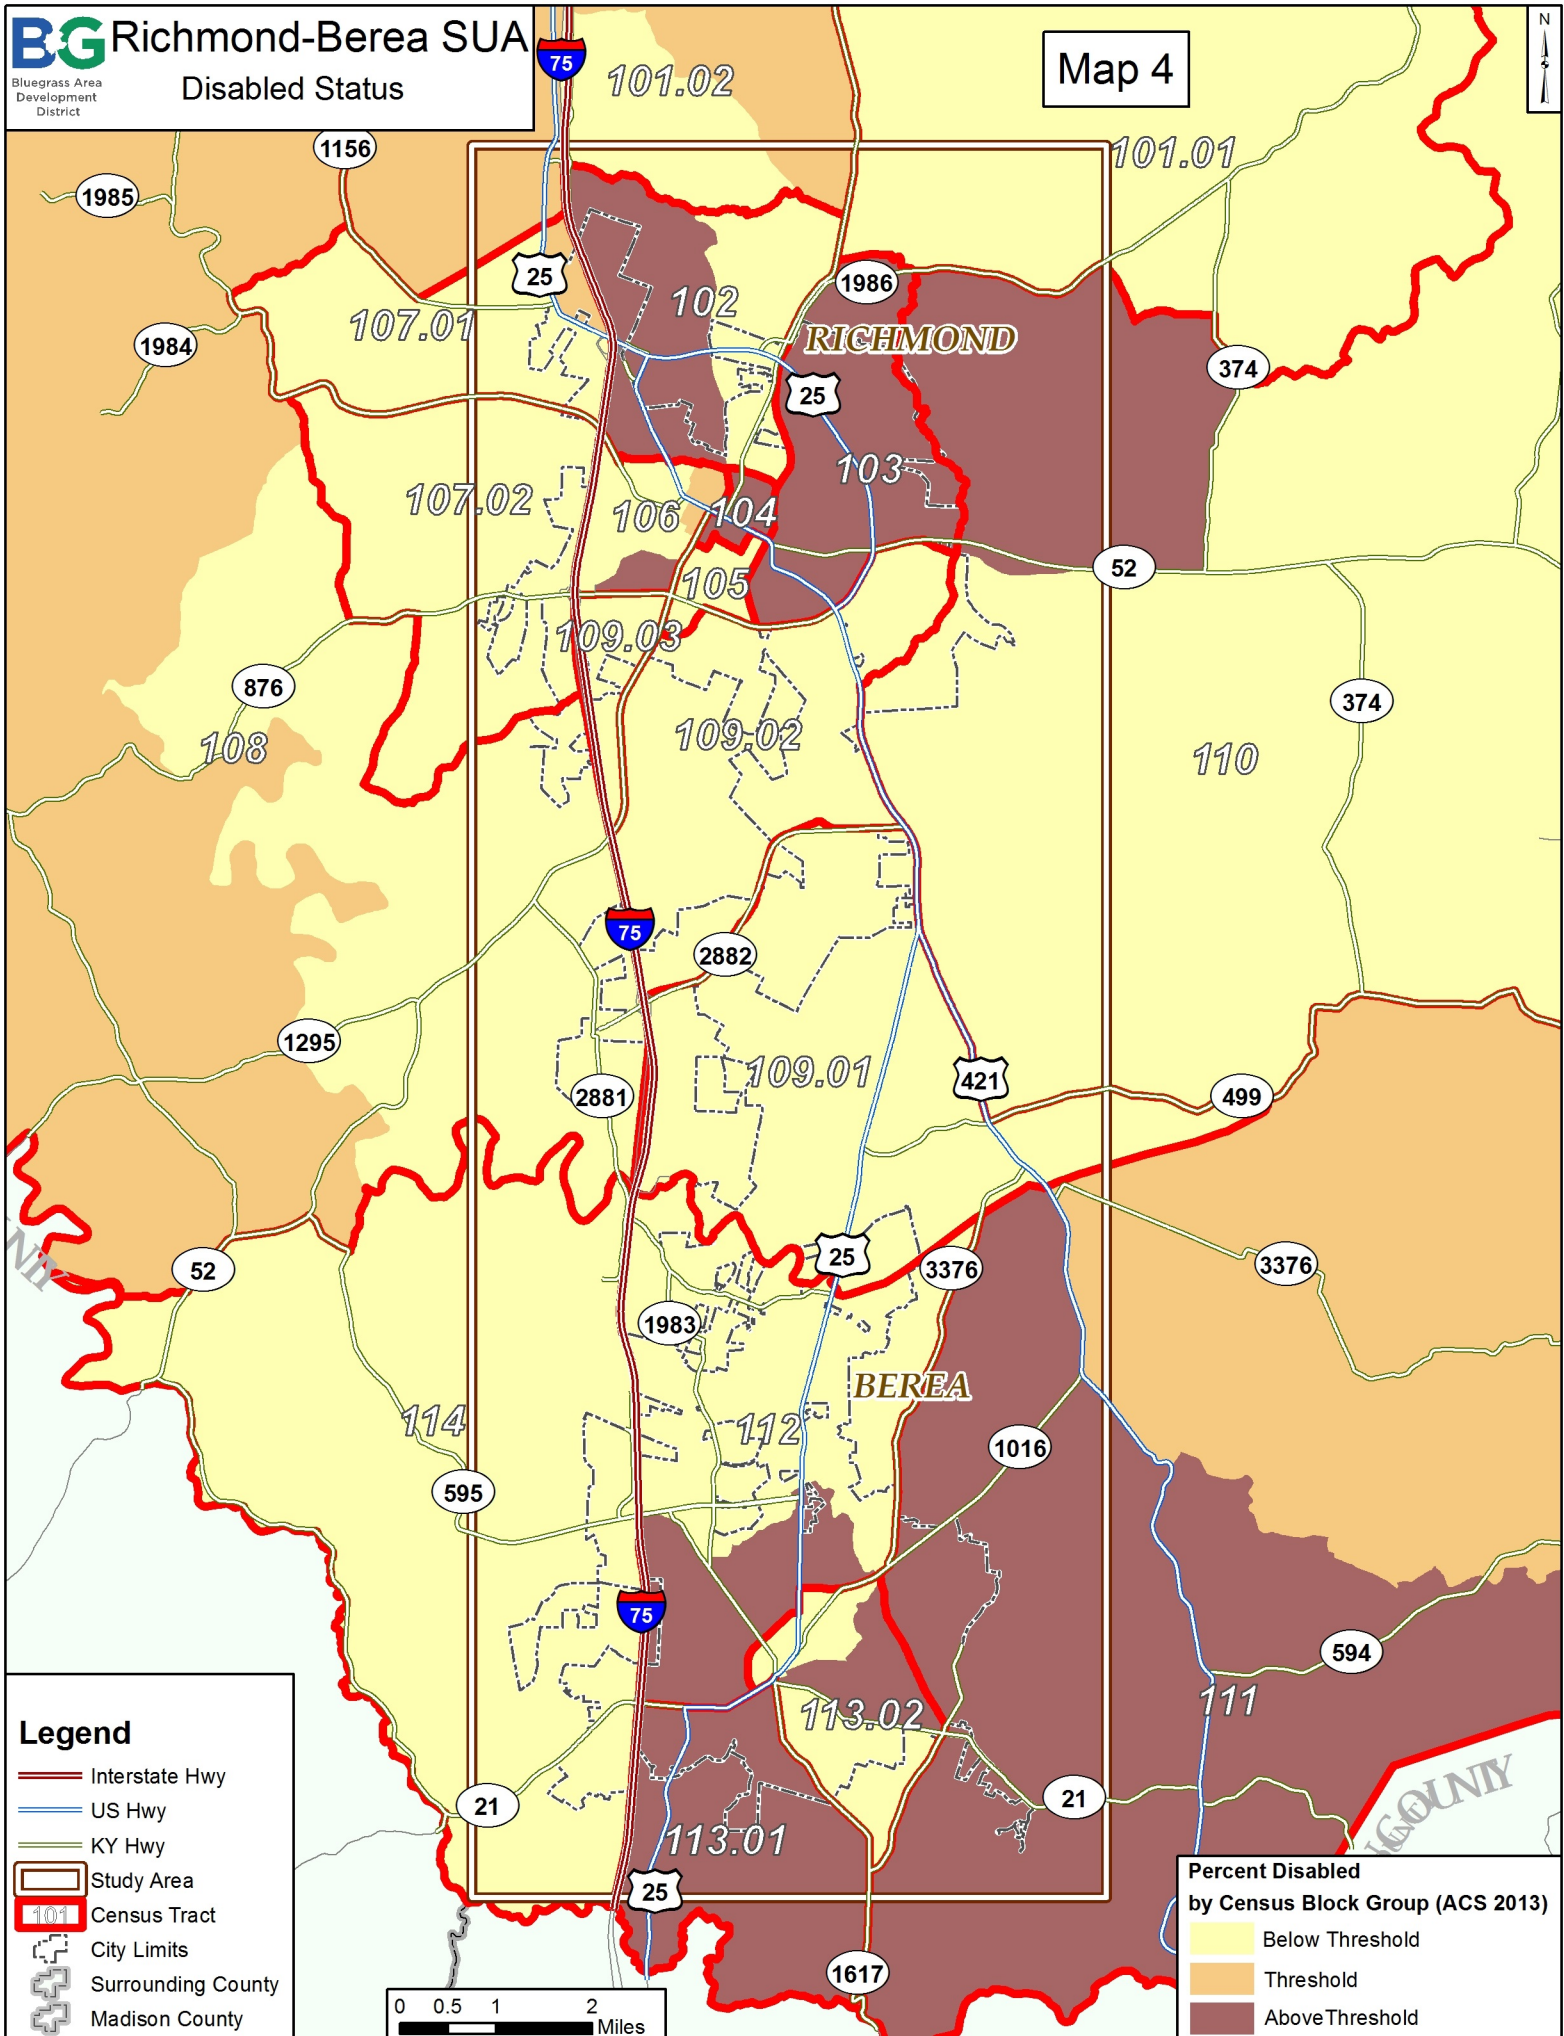 BG
Bluegrass Area
Development
District
Richmond-Berea SUA
Disabled Status
Map 4
N
75
101.02
101.01
1156
1985
25
102
1986
RICHMOND
107.01
1984
374
25
103
107.02
106
104
52
105
109.03
876
374
108
109.02
110
75
2882
1295
109.01
421
2881
499
25
3376
3376
52
1983
BEREA
114
112
1016
595
75
594
111
113.02
21
21
113.01
25
1617
COUNTY
Legend
Interstate Hwy
US Hwy
KY Hwy
Study Area
101
Census Tract
City Limits
Surrounding County
Madison County
0 0.5 1 2
Miles
Percent Disabled
by Census Block Group (ACS 2013)
Below Threshold
Threshold
AboveThreshold